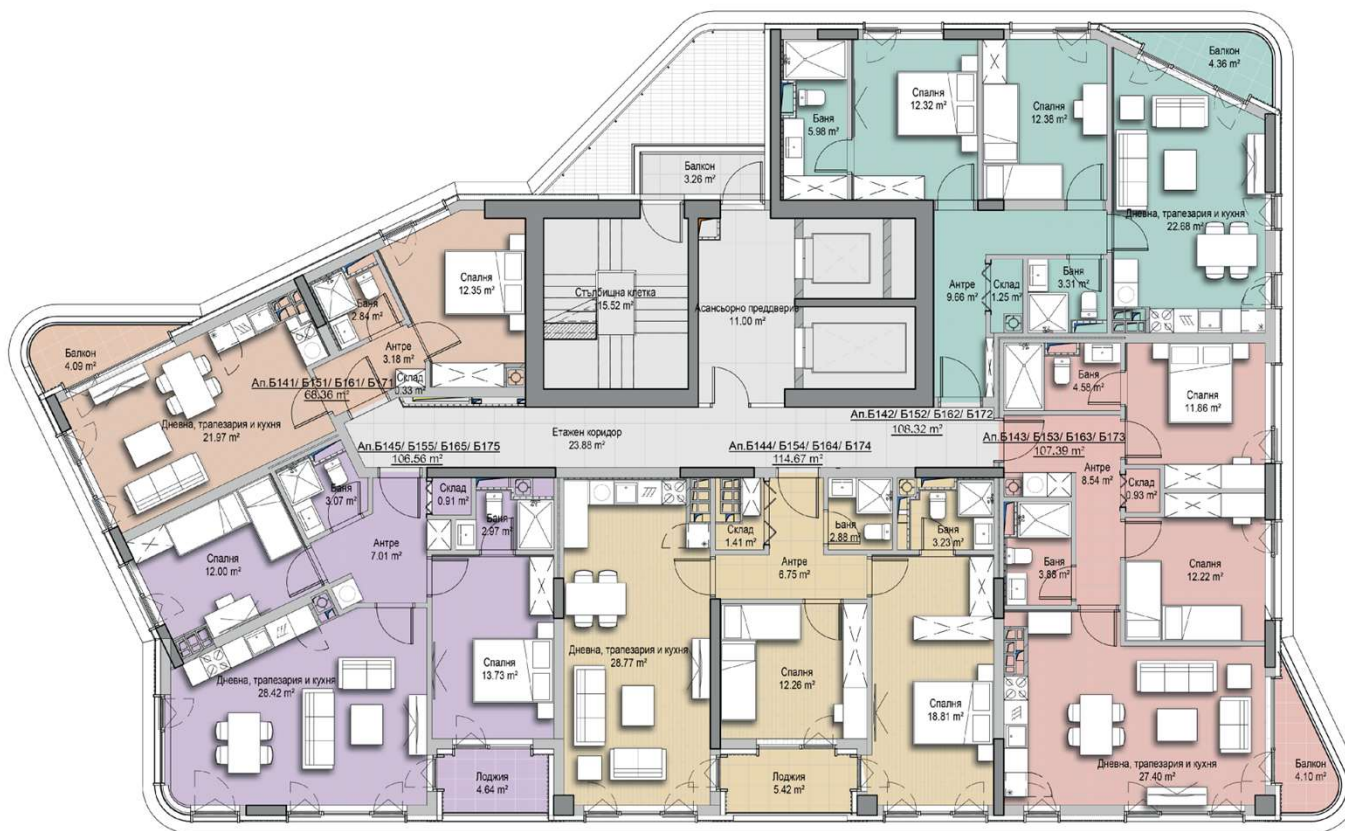 Балкон
4.36 m²
Спалня
12.32 m²
Спалня
12.38 m²
Баня
5.98 m²
Балкон
3.26 m²
Дневна, трапезария и кухня
22.68 m²
Спалня
12.35 m²
Стълбищна клетка
15.52 m²
Асансьорно преддверие
11.00 m²
Антре
9.66 m²
Склад
1.25 m²
Баня
3.31 m²
Баня
2.84 m²
Антре
3.18 m²
Балкон
4.09 m²
Склад
0.33 m²
Ап.Б141/ Б151/ Б161/ Б171
68.36 m²
Дневна, трапезария и кухня
21.97 m²
Баня
4.58 m²
Спалня
11.86 m²
Ап.Б142/ Б152/ Б162/ Б172
108.32 m²
Етажен коридор
23.88 m²
Ап.Б143/ Б153/ Б163/ Б173
107.39 m²
Ап.Б145/ Б155/ Б165/ Б175
106.56 m²
Ап.Б144/ Б154/ Б164/ Б174
114.67 m²
Антре
8.54 m²
Склад
0.93 m²
Баня
3.07 m²
Склад
0.91 m²
Баня
2.97 m²
Склад
1.41 m²
Баня
2.88 m²
Баня
3.23 m²
Спалня
12.00 m²
Антре
7.01 m²
Антре
6.75 m²
Баня
3.88 m²
Спалня
12.22 m²
Дневна, трапезария и кухня
28.42 m²
Спалня
13.73 m²
Дневна, трапезария и кухня
28.77 m²
Спалня
12.26 m²
Спалня
18.81 m²
Дневна, трапезария и кухня
27.40 m²
Лоджия
4.64 m²
Лоджия
5.42 m²
Балкон
4.10 m²